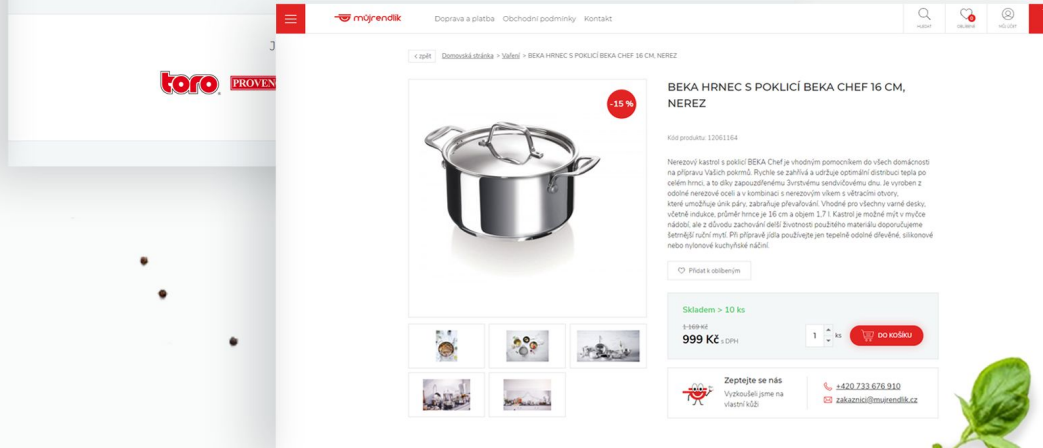 můjrendlík
Doprava a platba Obchodní podmínky Kontakt
HLEDAT
0
OBLÍBENÉ
MŮJ ÚČET
J
toro
PROVEN
< zpět Domovská stránka > Vaření > BEKA HRNEC S POKLICÍ BEKA CHEF 16 CM, NEREZ
-15 %
BEKA HRNEC S POKLICÍ BEKA CHEF 16 CM,
NEREZ
Kód produktu: 12061164
Nerezový kastrol s poklicí BEKA Chef je vhodným pomocníkem do všech domácností
na přípravu Vašich pokrmů. Rychle se zahřívá a udržuje optimální distribuci tepla po
celém hrnci, a to díky zapouzdřenému 3vrstvému sendvičovému dnu. Je vyroben z
odolné nerezové oceli a v kombinaci s nerezovým víkem s větracími otvory,
které umožňuje únik páry, zabraňuje převařování. Vhodné pro všechny varné desky,
včetně indukce, průměr hrnce je 16 cm a objem 1,7 l. Kastrol je možné mýt v myčce
nádobí, ale z důvodu zachování delší životnosti použitého materiálu doporučujeme
šetrnější ruční mytí. Při přípravě jídla používejte jen tepelně odolné dřevěné, silikonové
nebo nylonové kuchyňské náčiní.
Přidat k oblíbeným
Skladem > 10 ks
1 169 Kč
999 Kč s DPH
1 ks
DO KOŠÍKU
Zeptejte se nás
Vyzkoušeli jsme na
vlastní kůži
+420 733 676 910
zakaznici@mujrendlik.cz